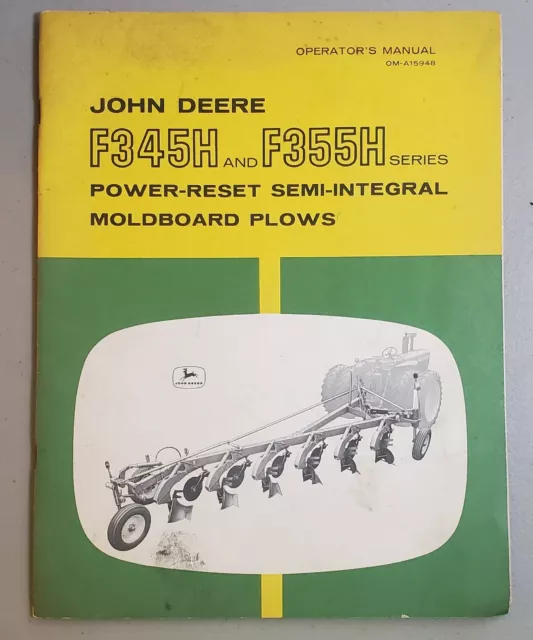 OPERATOR'S MANUAL
OM-A15948
JOHN DEERE
F345H AND F355H SERIES
POWER-RESET SEMI-INTEGRAL
MOLDBOARD PLOWS
JOHN DEERE